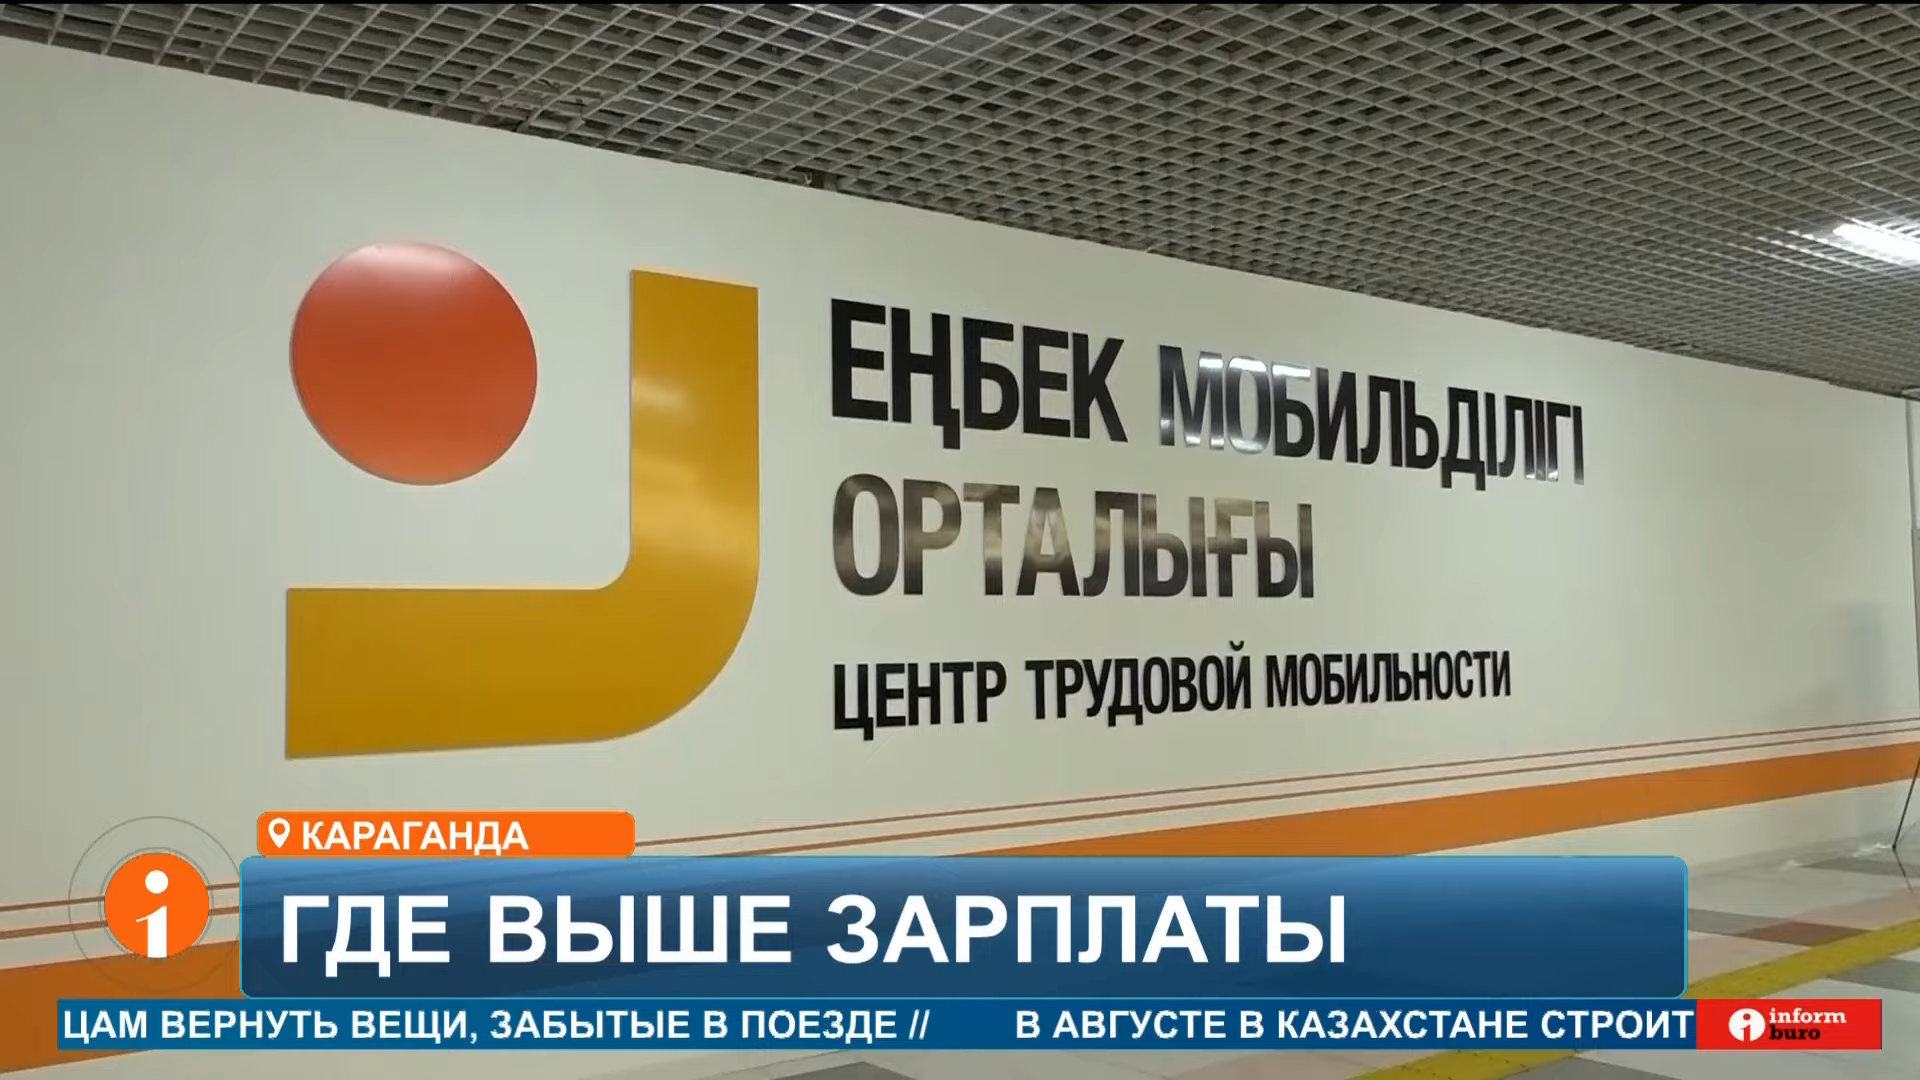 ЕҢБЕК МОБИЛЬДІЛІГІ
ОРТАЛЫҒЫ
ЦЕНТР ТРУДОВОЙ МОБИЛЬНОСТИ
КАРАГАНДА
ГДЕ ВЫШЕ ЗАРПЛАТЫ
ЦАМ ВЕРНУТЬ ВЕЩИ, ЗАБЫТЫЕ В ПОЕЗДЕ // В АВГУСТЕ В КАЗАХСТАНЕ СТРОИТ
inform
buro